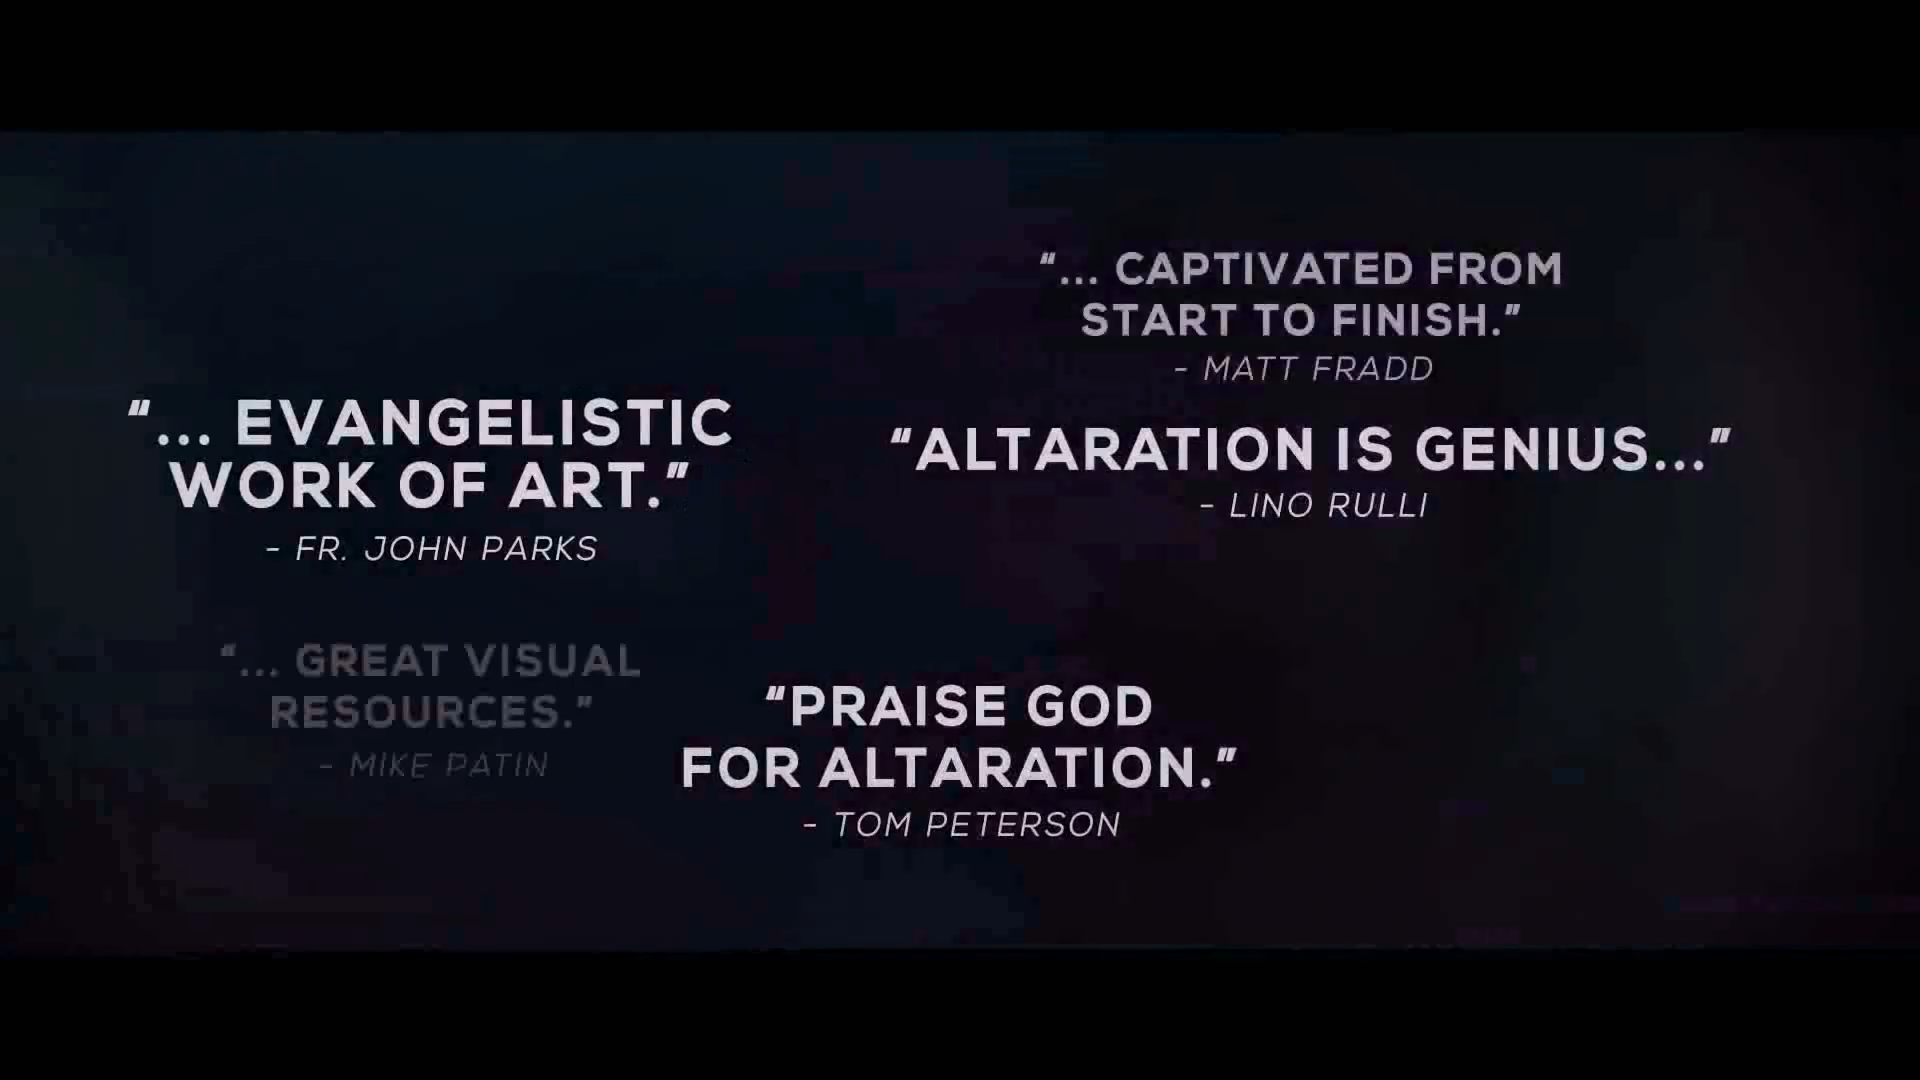 “... CAPTIVATED FROM
START TO FINISH.”
- MATT FRADD
“... EVANGELISTIC
WORK OF ART.”
- FR. JOHN PARKS
“ALTARATION IS GENIUS...”
- LINO RULLI
“... GREAT VISUAL
RESOURCES.”
- MIKE PATIN
“PRAISE GOD
FOR ALTARATION.”
- TOM PETERSON